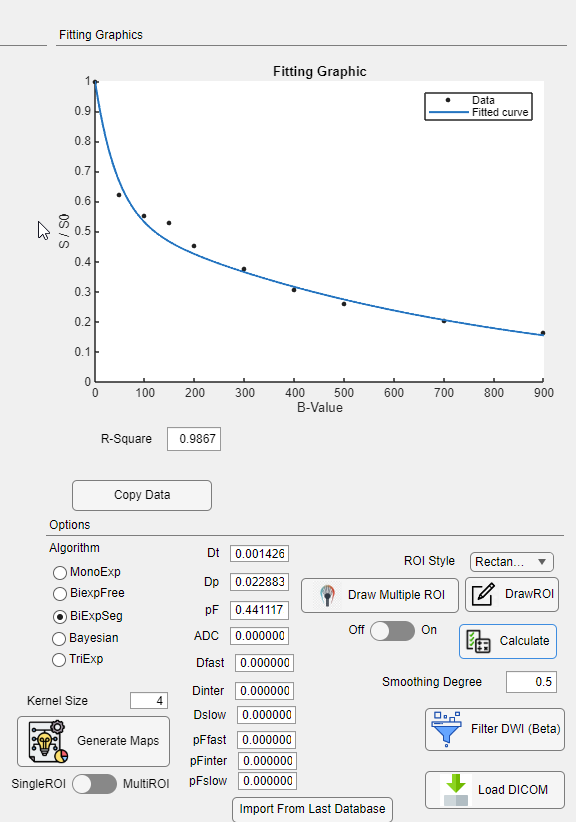 Fitting Graphics
Fitting Graphic
Data
Fitted curve
1
0.9
0.8
0.7
0.6
0.5
0.4
0.3
0.2
0.1
0
S / S0
0 100 200 300 400 500 600 700 800 900
B-Value
R-Square 0.9867
Copy Data
Options
Algorithm
MonoExp
BiexpFree
BiExpSeg
Bayesian
TriExp
Dt 0.001426
Dp 0.022883
pF 0.441117
ADC 0.000000
Dfast 0.000000
Dinter 0.000000
Dslow 0.000000
pFfast 0.000000
pFinter 0.000000
pFslow 0.000000
ROI Style Rectan...
Draw Multiple ROI
DrawROI
Off On
Calculate
Smoothing Degree 0.5
Kernel Size 4
Generate Maps
SingleROI MultiROI
Filter DWI (Beta)
Load DICOM
Import From Last Database